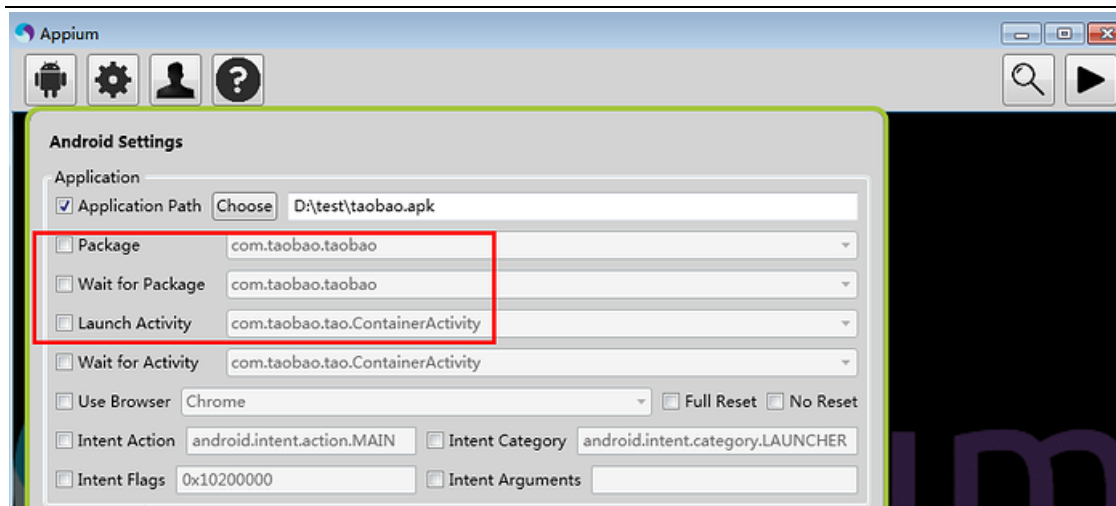 Appium
Android Settings
Application
Application Path Choose D:\test\taobao.apk
Package com.taobao.taobao
Wait for Package com.taobao.taobao
Launch Activity com.taobao.tao.ContainerActivity
Wait for Activity com.taobao.tao.ContainerActivity
Use Browser Chrome Full Reset No Reset
Intent Action android.intent.action.MAIN Intent Category android.intent.category.LAUNCHER
Intent Flags 0x10200000 Intent Arguments